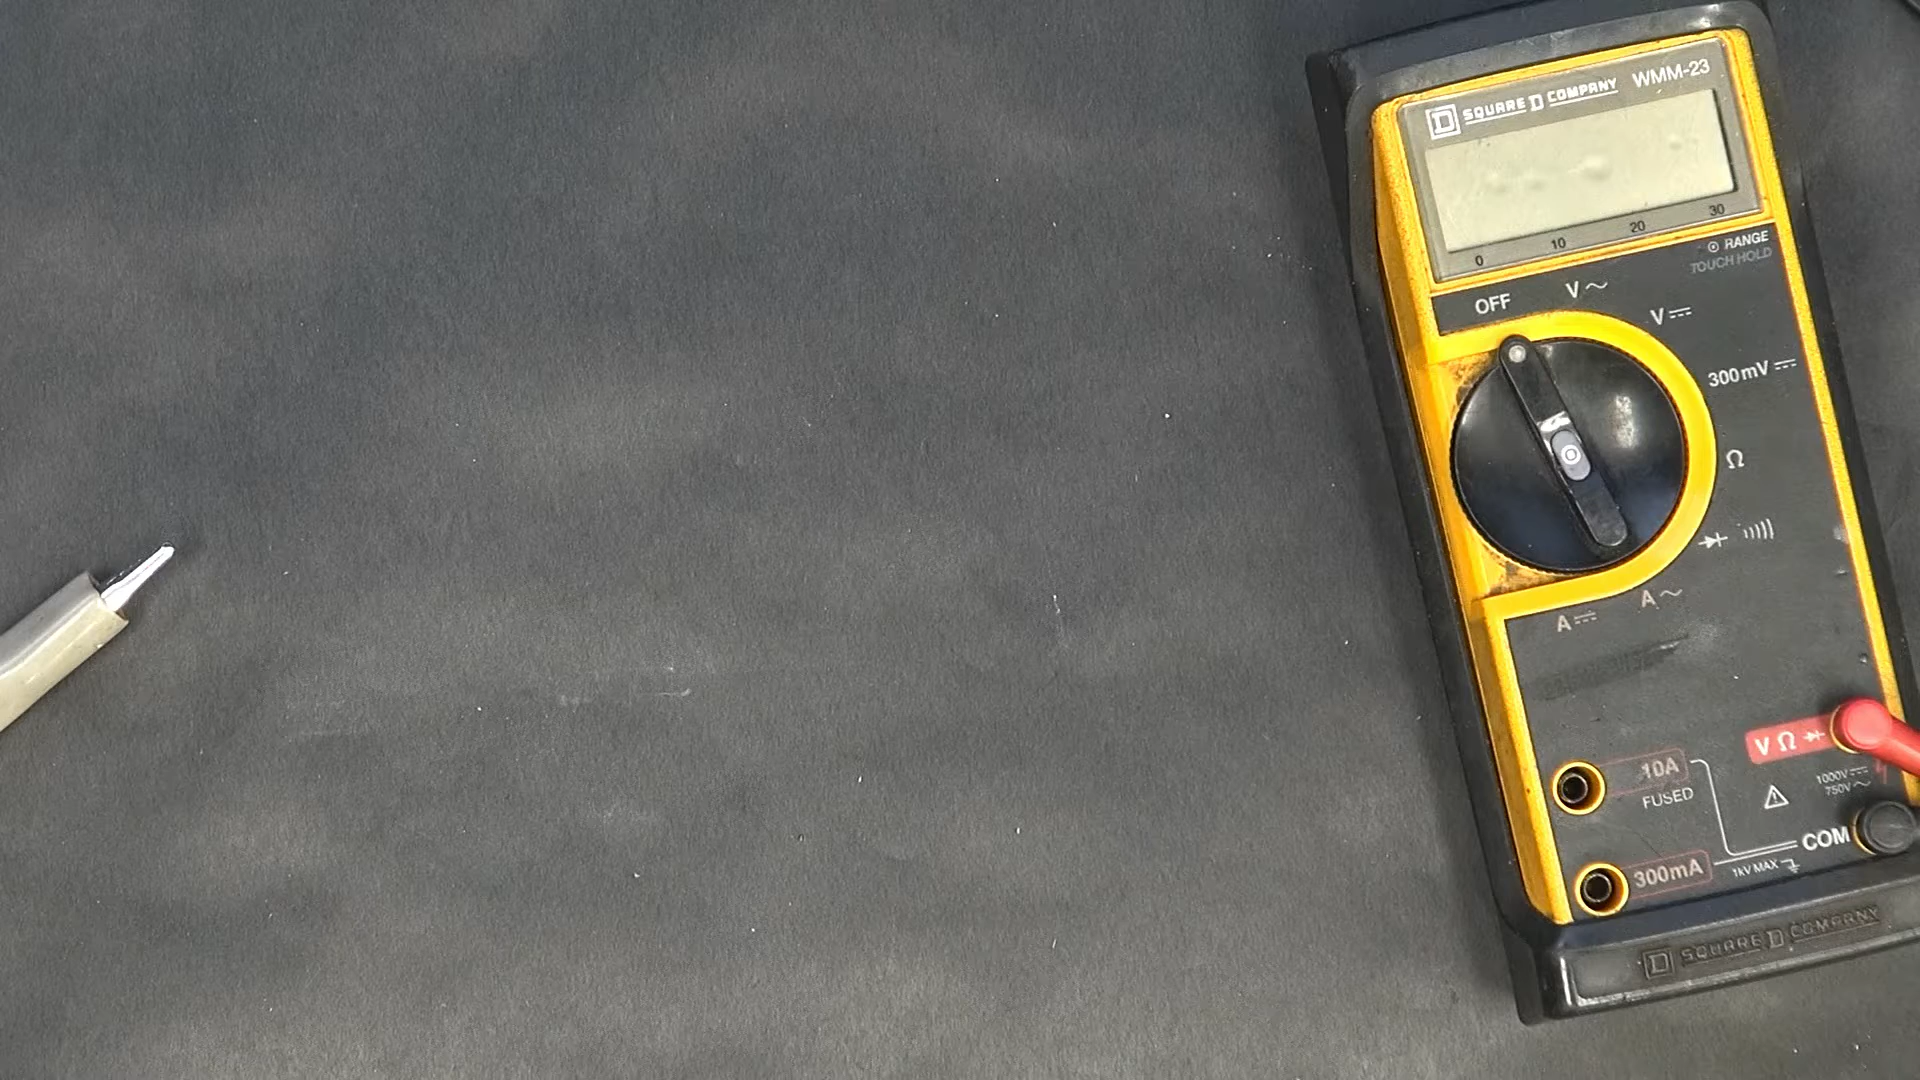 D SQUARE D COMPANY WMM-23
0 10 20 30
RANGE
TOUCH HOLD
OFF V~ V⎓
300mV⎓
Ω
A⎓ A~
VΩ
10A
FUSED
1000V⎓
750V~
COM
300mA
1kV MAX
D SQUARE D COMPANY